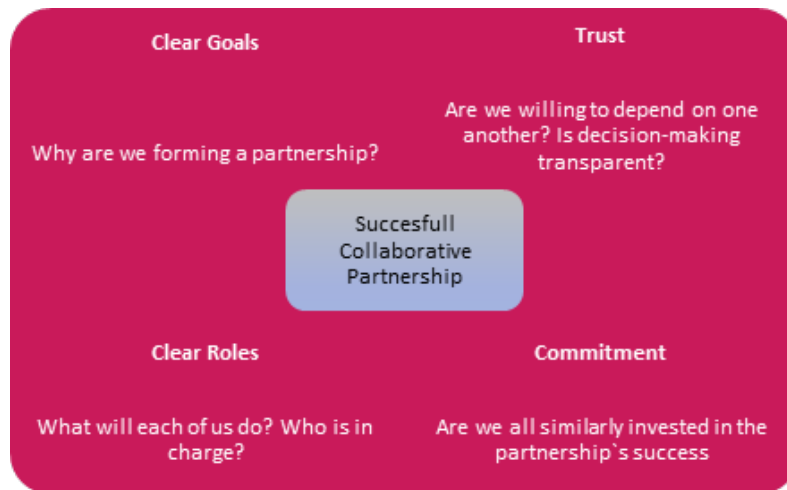 Clear Goals
Why are we forming a partnership?
Trust
Are we willing to depend on one
another? Is decision-making
transparent?
Succesfull
Collaborative
Partnership
Clear Roles
What will each of us do? Who is in
charge?
Commitment
Are we all similarly invested in the
partnership`s success